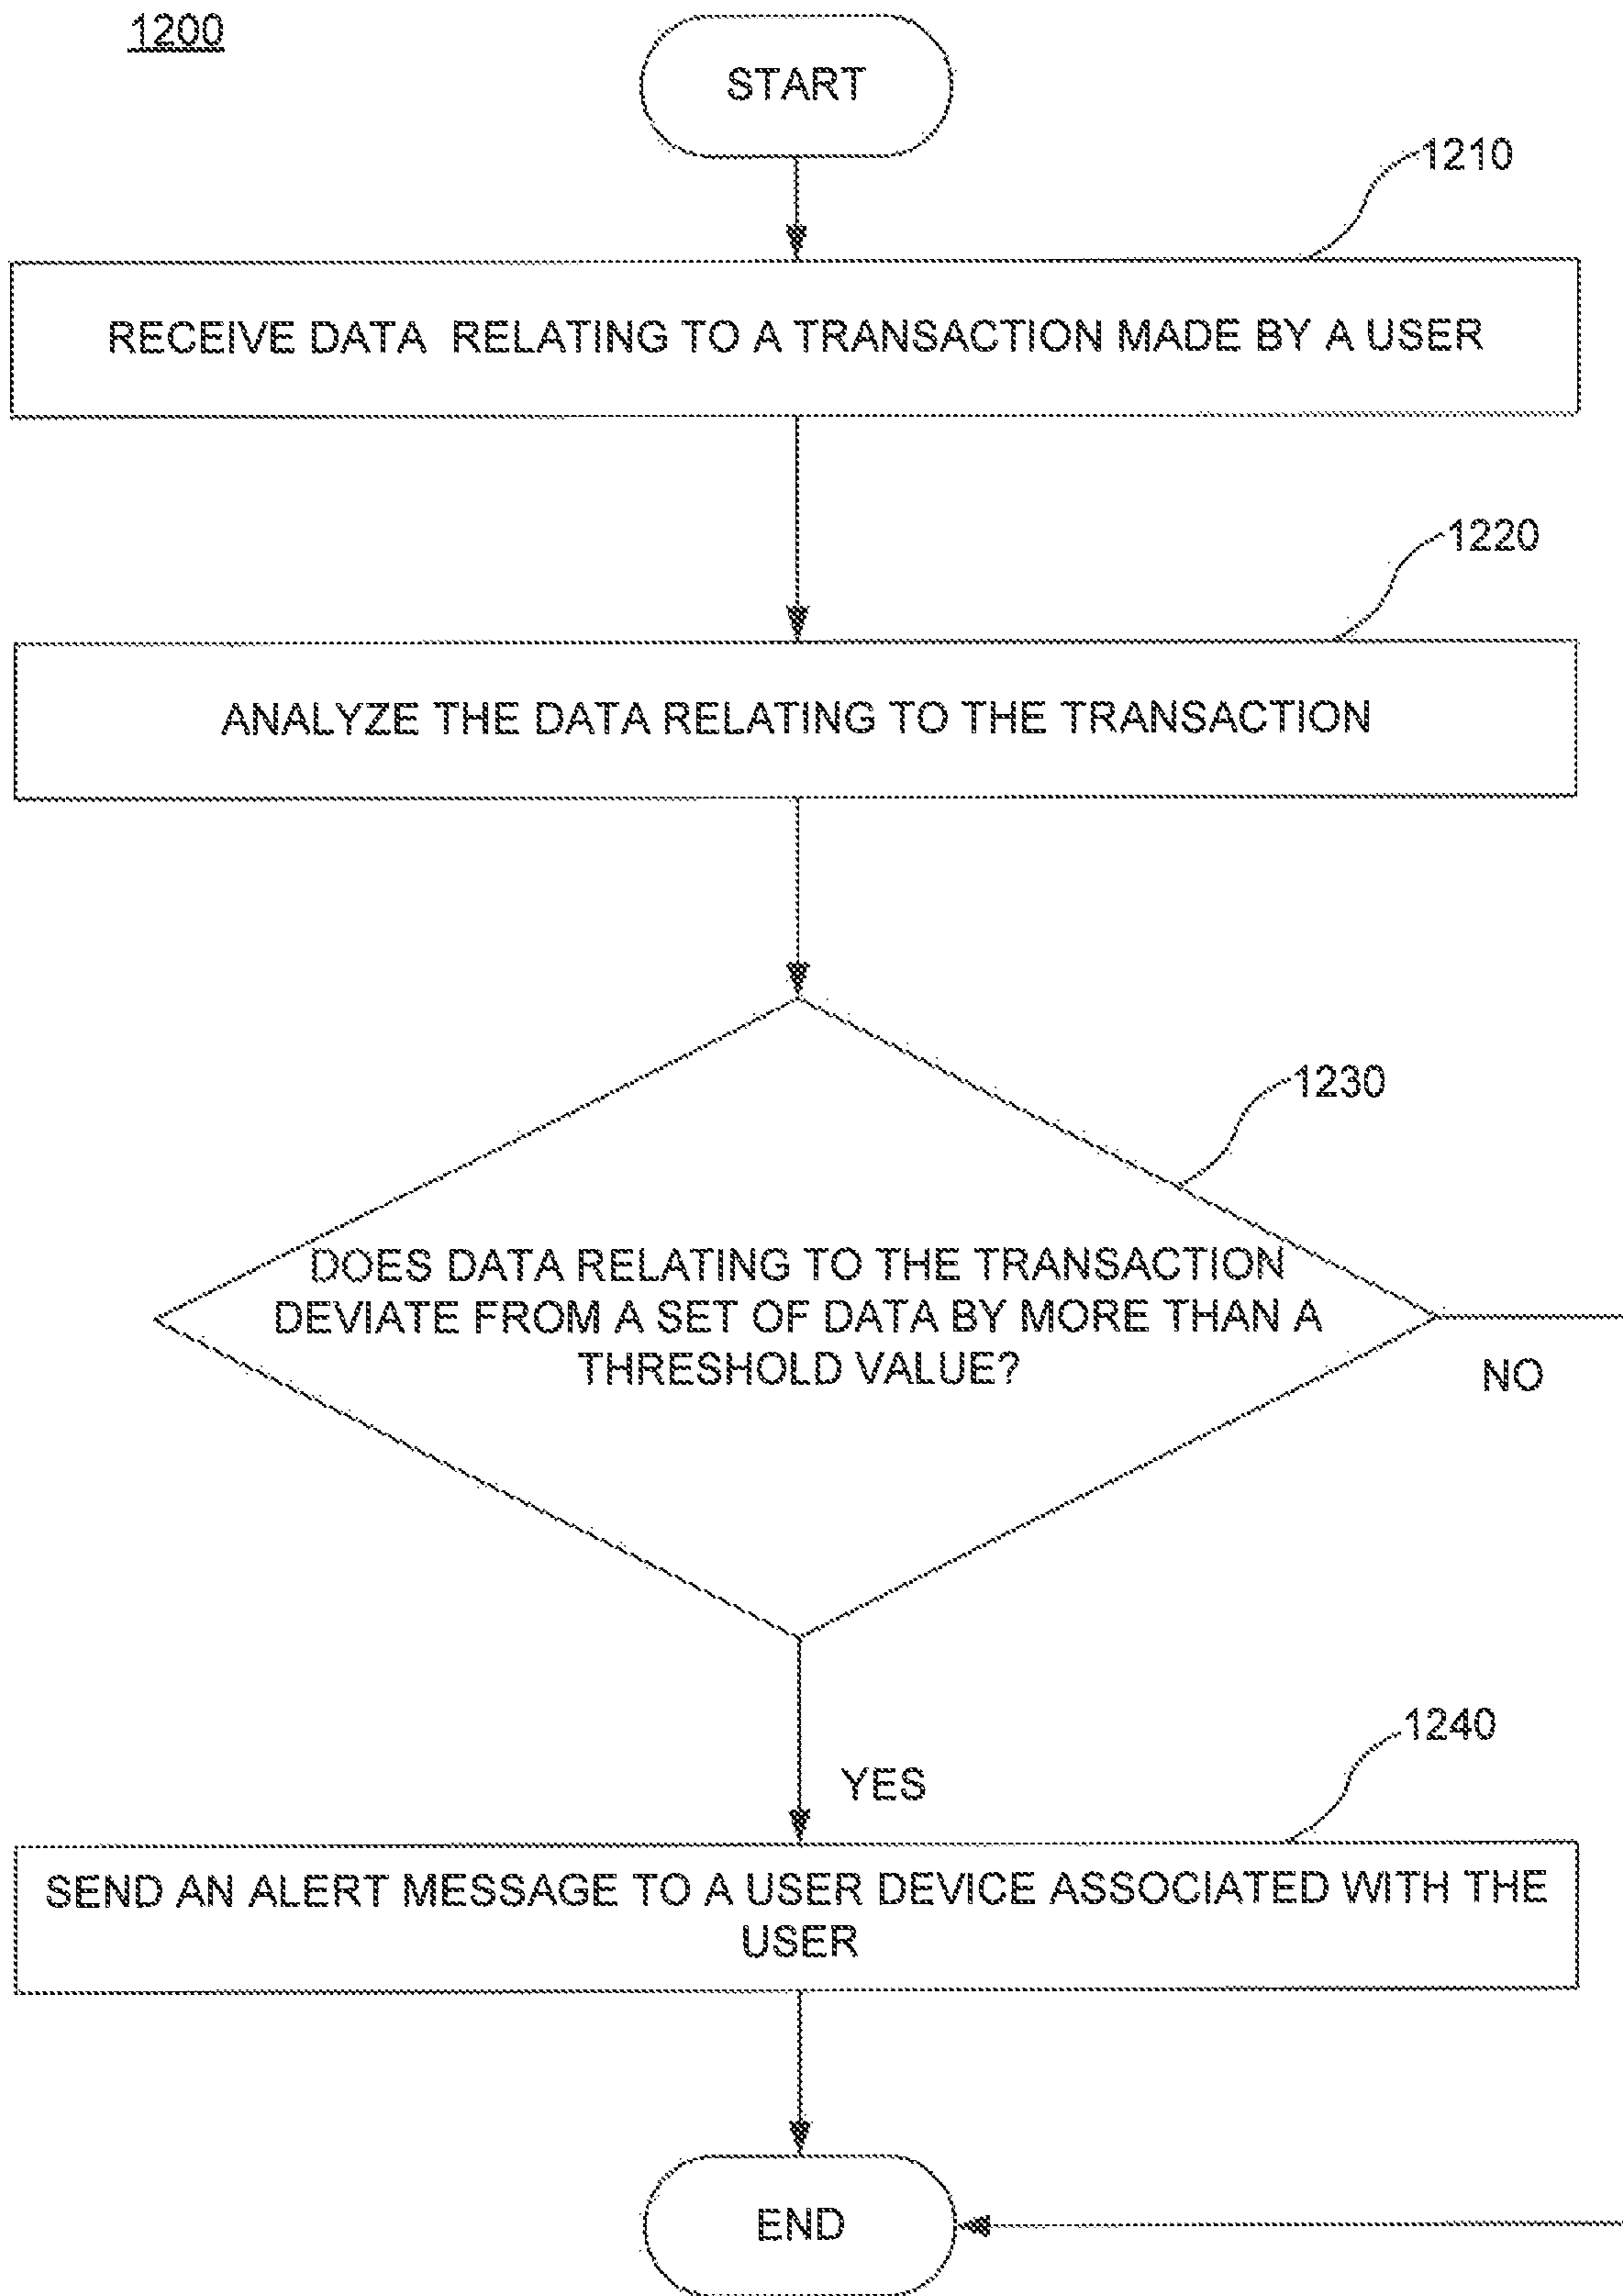 1200
START
1210
RECEIVE DATA RELATING TO A TRANSACTION MADE BY A USER
1220
ANALYZE THE DATA RELATING TO THE TRANSACTION
1230
DOES DATA RELATING TO THE TRANSACTION
DEVIATE FROM A SET OF DATA BY MORE THAN A
THRESHOLD VALUE?
NO
1240
YES
SEND AN ALERT MESSAGE TO A USER DEVICE ASSOCIATED WITH THE
USER
END